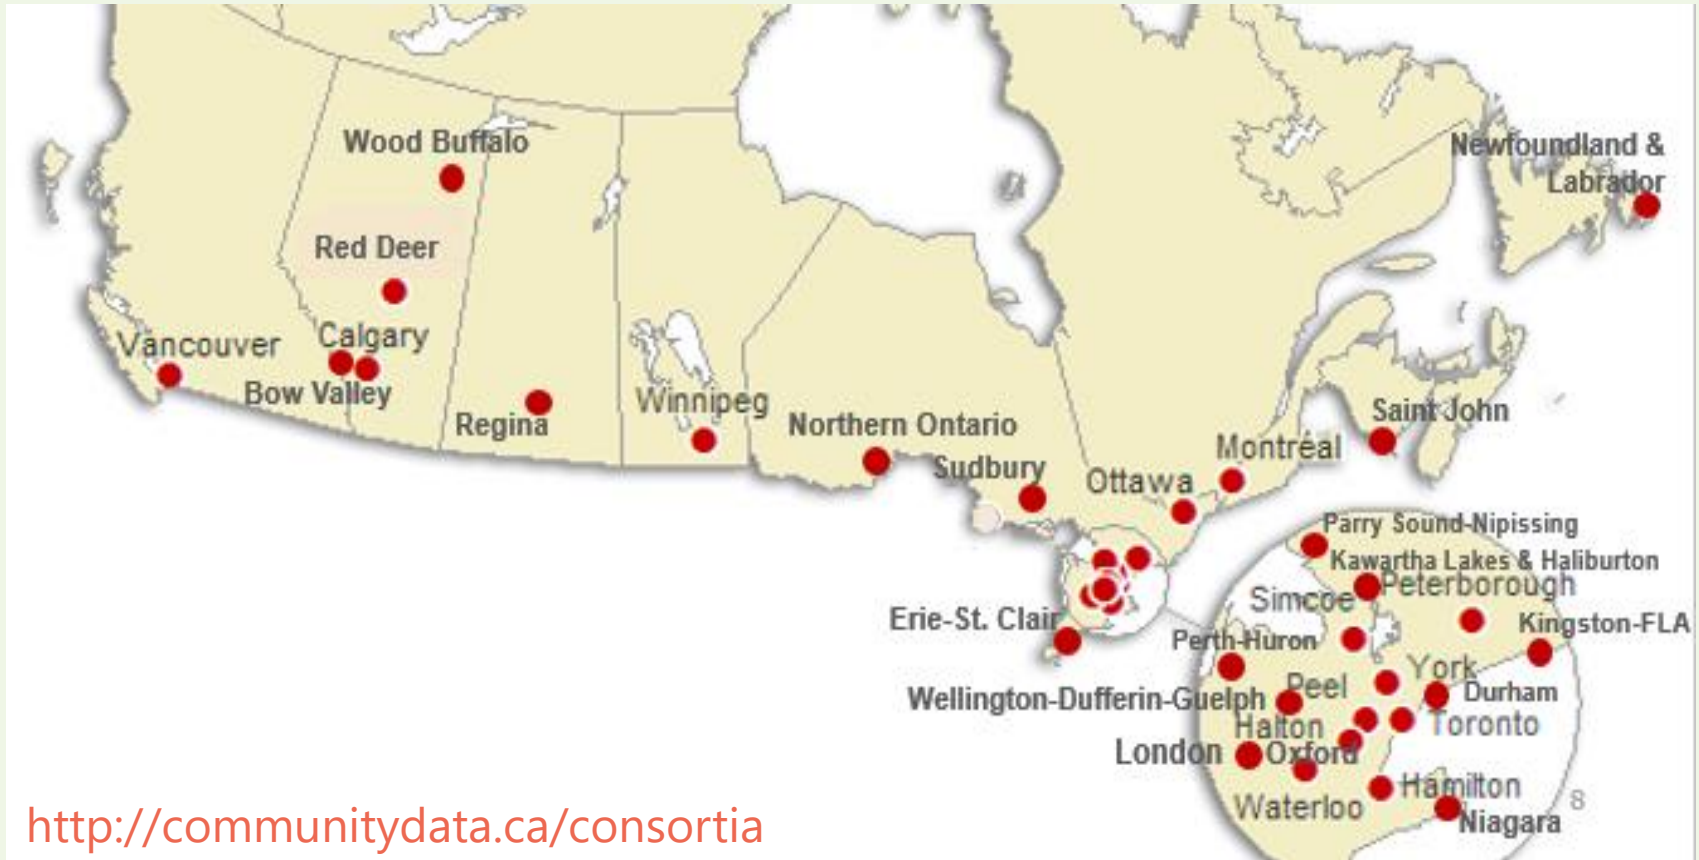 Wood Buffalo
Newfoundland &
Labrador
Red Deer
Vancouver
Calgary
Bow Valley
Regina
Winnipeg
Northern Ontario
Sudbury
Ottawa
Montréal
Saint John
Parry Sound-Nipissing
Kawartha Lakes & Haliburton
Peterborough
Simcoe
Kingston-FLA
Erie-St. Clair
Perth-Huron
York
Peel
Durham
Wellington-Dufferin-Guelph
Halton
Toronto
London
Oxford
Hamilton
Waterloo
Niagara
8
http://communitydata.ca/consortia